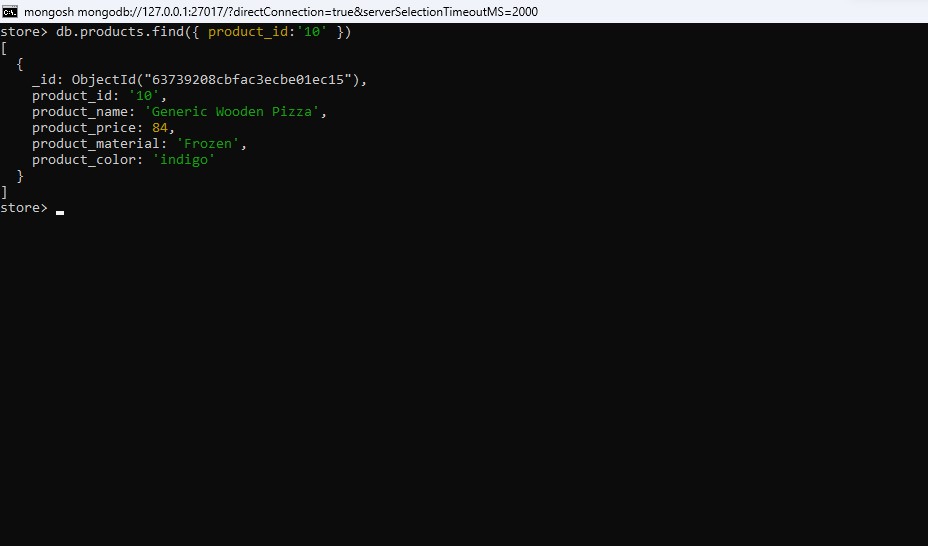 mongosh mongodb://127.0.0.1:27017/?directConnection=true&serverSelectionTimeoutMS=2000
store> db.products.find({ product_id:'10' })
[
  {
    _id: ObjectId("63739208cbfac3ecbe01ec15"),
    product_id: '10',
    product_name: 'Generic Wooden Pizza',
    product_price: 84,
    product_material: 'Frozen',
    product_color: 'indigo'
  }
]
store>